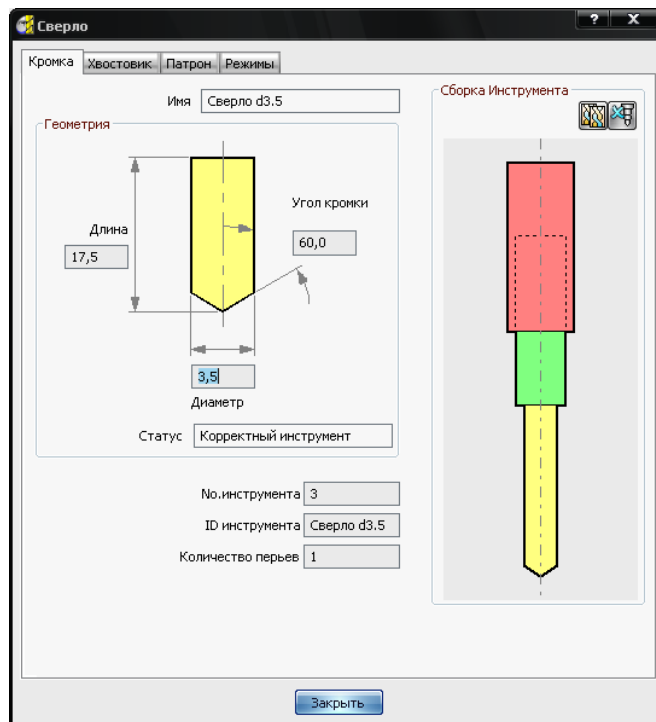 Сверло
? X
Кромка Хвостовик Патрон Режимы
Имя Сверло d3.5
Сборка Инструмента
Геометрия
Угол кромки
60,0
Длина
17,5
3,5
Диаметр
Статус Корректный инструмент
No.инструмента 3
ID инструмента Сверло d3.5
Количество перьев 1
Закрыть